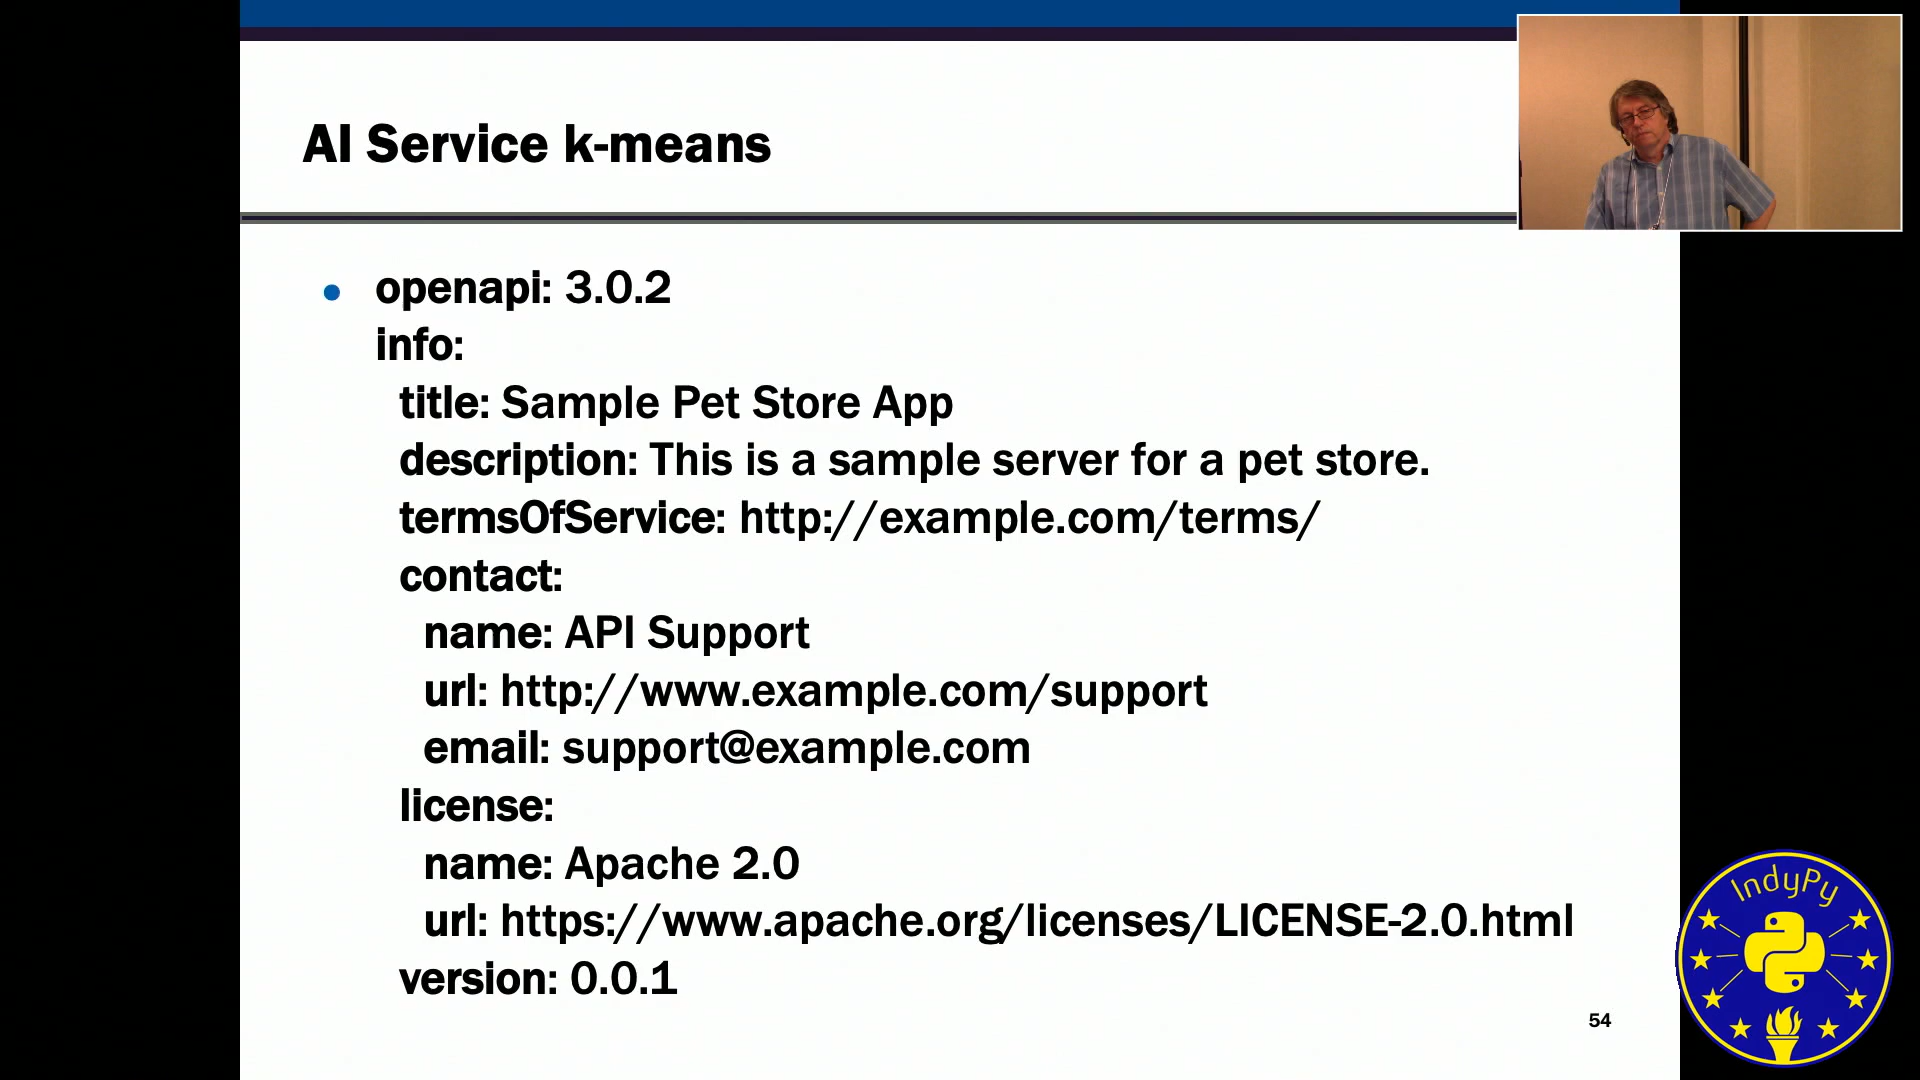 AI Service k-means
• openapi: 3.0.2
info:
title: Sample Pet Store App
description: This is a sample server for a pet store.
termsOfService: http://example.com/terms/
contact:
name: API Support
url: http://www.example.com/support
email: support@example.com
license:
name: Apache 2.0
url: https://www.apache.org/licenses/LICENSE-2.0.html
version: 0.0.1
54
IndyPy